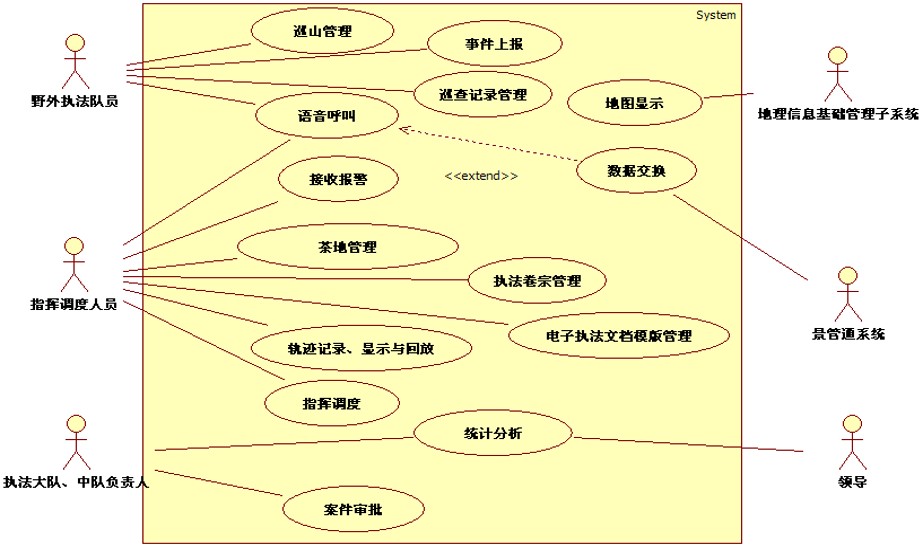 System
巡山管理
事件上报
野外执法队员
巡查记录管理
地图显示
地理信息基础管理子系统
语音呼叫
接收报警
<<extend>>
数据交换
茶地管理
执法卷宗管理
指挥调度人员
电子执法文档模版管理
景管通系统
轨迹记录、显示与回放
指挥调度
统计分析
执法大队、中队负责人
领导
案件审批